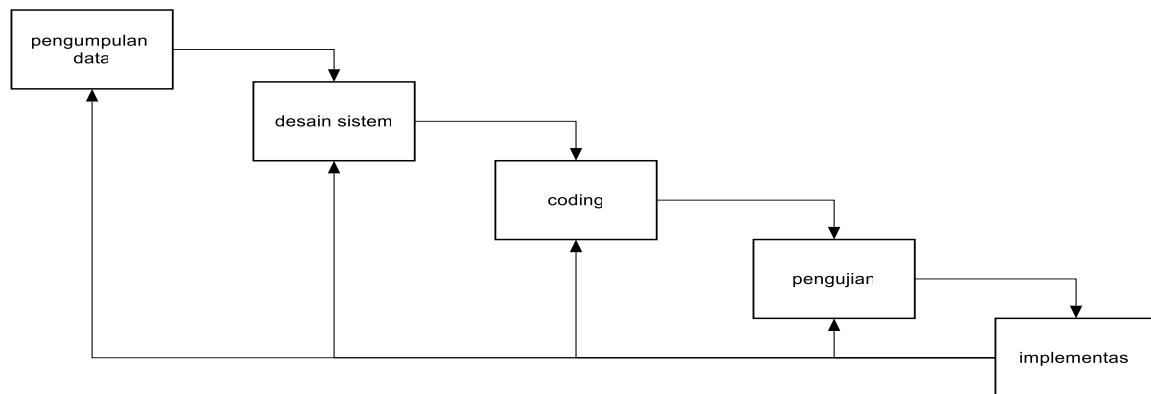 pengumpulan
data
desain sistem
coding
pengujian
implementas